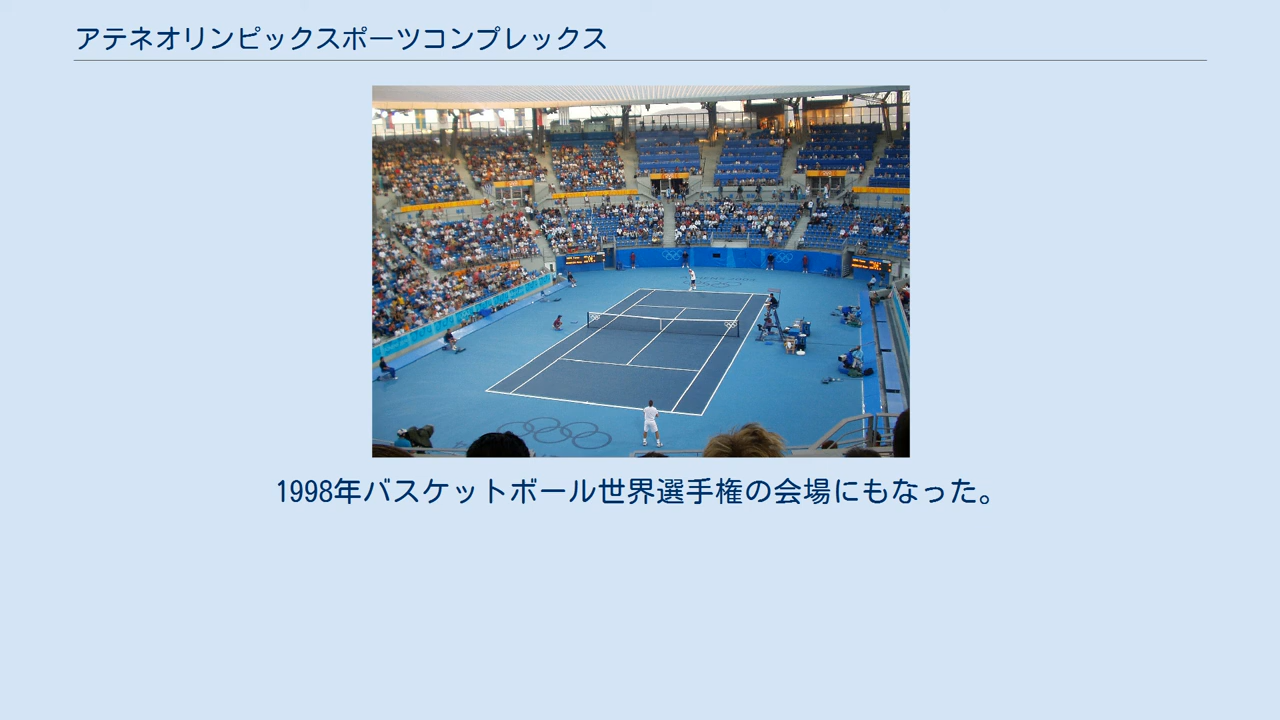 アテネオリンピックスポーツコンプレックス
1998年バスケットボール世界選手権の会場にもなった。